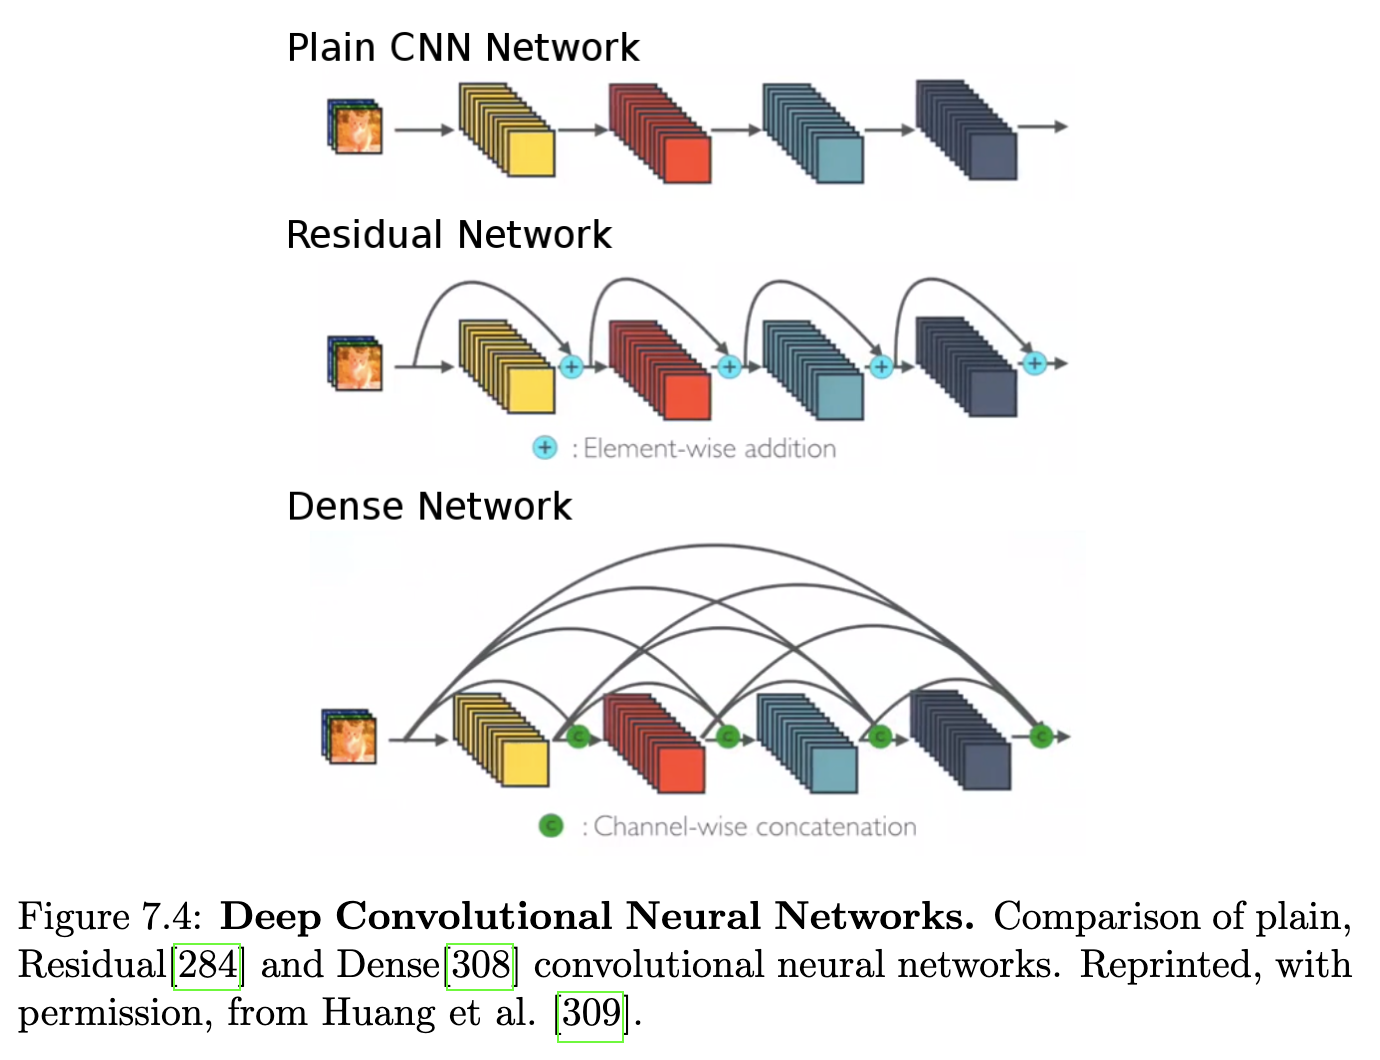 Plain CNN Network
Residual Network
+ : Element-wise addition
Dense Network
C C C C
C : Channel-wise concatenation
Figure 7.4: Deep Convolutional Neural Networks. Comparison of plain,
Residual[284] and Dense[308] convolutional neural networks. Reprinted, with
permission, from Huang et al. [309].